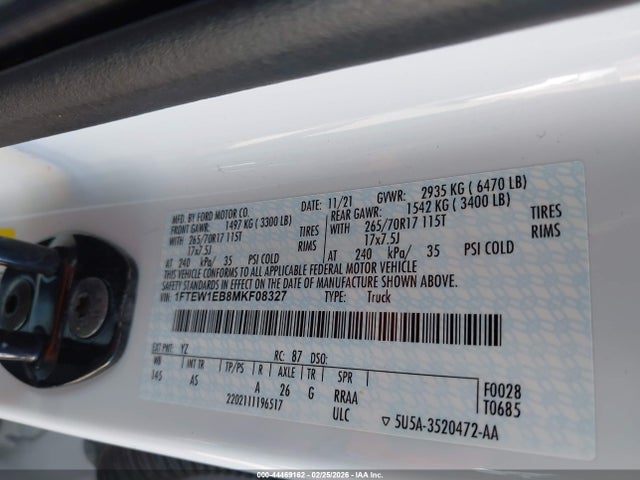 MFD. BY FORD MOTOR CO.
DATE: 11/21 GVWR: 2935 KG ( 6470 LB)
FRONT GAWR: 1497 KG ( 3300 LB)
REAR GAWR: 1542 KG ( 3400 LB)
WITH 265/70R17 115T TIRES
265/70R17 115T TIRES
17x7.5J RIMS
17x7.5J RIMS
AT 240 kPa/ 35 PSI COLD
AT 240 kPa/ 35 PSI COLD
THIS VEHICLE CONFORMS TO ALL APPLICABLE FEDERAL MOTOR VEHICLE
SAFETY STANDARDS IN EFFECT ON THE DATE OF MANUFACTURE SHOWN ABOVE.
VIN: 1FTEW1EB8MKF08327 TYPE: Truck
EXT PNT: YZ RC: 87 DSO:
WB INT TR TP/PS R AXLE TR SPR
145 AS A 26 G RRAA
2202111196517 ULC
F0028
T0685
▽ 5U5A-3520472-AA
000-44469162 - 02/25/2026 - IAAI.CA